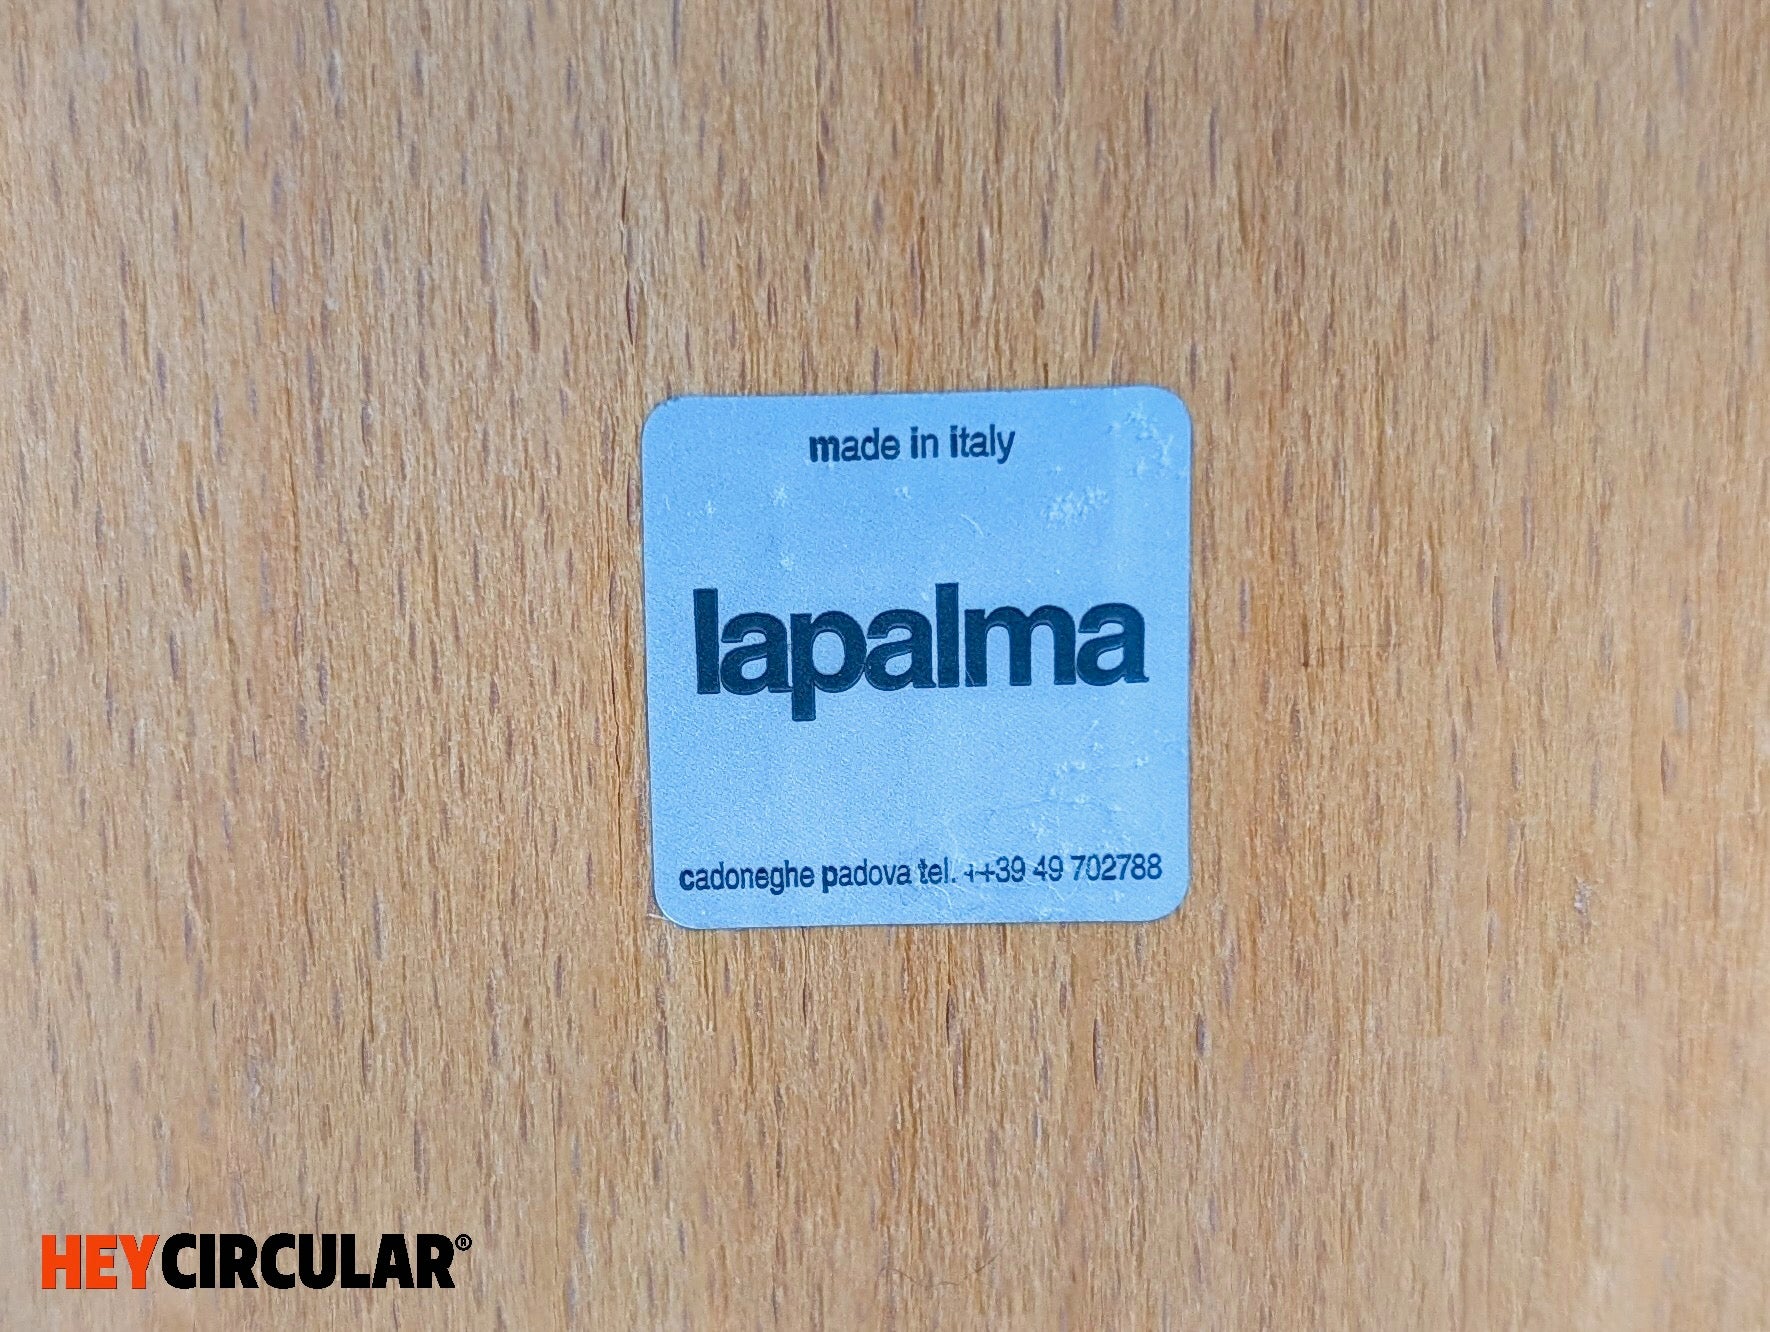 made in italy
lapalma
cadoneghe padova tel. ++39 49 702788
HEYCIRCULAR®